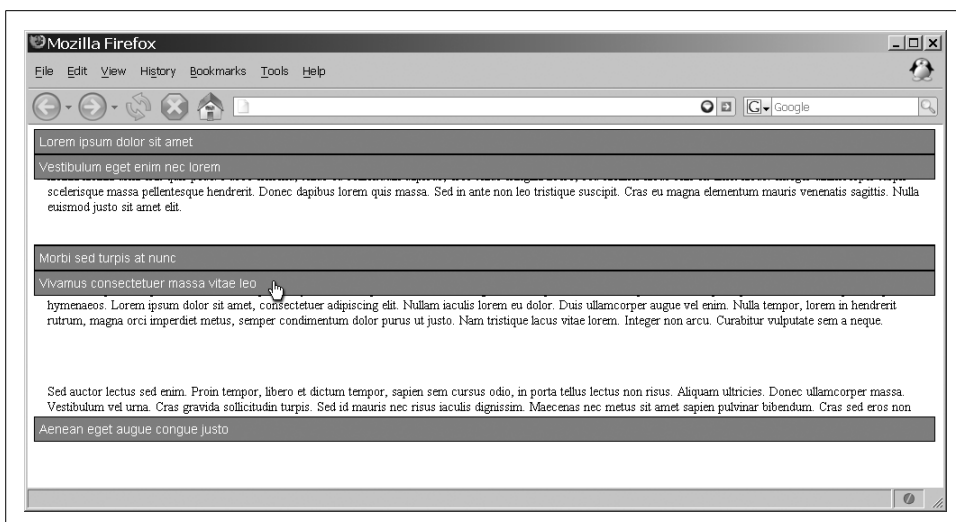 Mozilla Firefox
File Edit View History Bookmarks Tools Help
G Google
Lorem ipsum dolor sit amet
Vestibulum eget enim nec lorem
scelerisque massa pellentesque hendrerit. Donec dapibus lorem quis massa. Sed in ante non leo tristique suscipit. Cras eu magna elementum mauris venenatis sagittis. Nulla
euismod justo sit amet elit.
Morbi sed turpis at nunc
Vivamus consectetuer massa vitae leo
hymenaeos. Lorem ipsum dolor sit amet, consectetuer adipiscing elit. Nullam iaculis lorem eu dolor. Duis ullamcorper augue vel enim. Nulla tempor, lorem in hendrerit
rutrum, magna orci imperdiet metus, semper condimentum dolor purus ut justo. Nam tristique lacus vitae lorem. Integer non arcu. Curabitur vulputate sem a neque.
Sed auctor lectus sed enim. Proin tempor, libero et dictum tempor, sapien sem cursus odio, in porta tellus lectus non risus. Aliquam ultricies. Donec ullamcorper massa.
Vestibulum vel urna. Cras gravida sollicitudin turpis. Sed id mauris nec risus iaculis dignissim. Maecenas nec metus sit amet sapien pulvinar bibendum. Cras sed eros non
Aenean eget augue congue justo